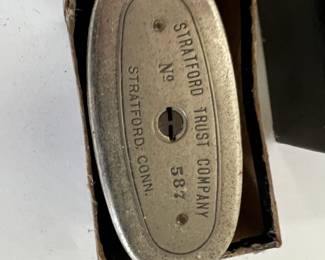 STRATFORD TRUST COMPANY
No 587
STRATFORD, CONN.